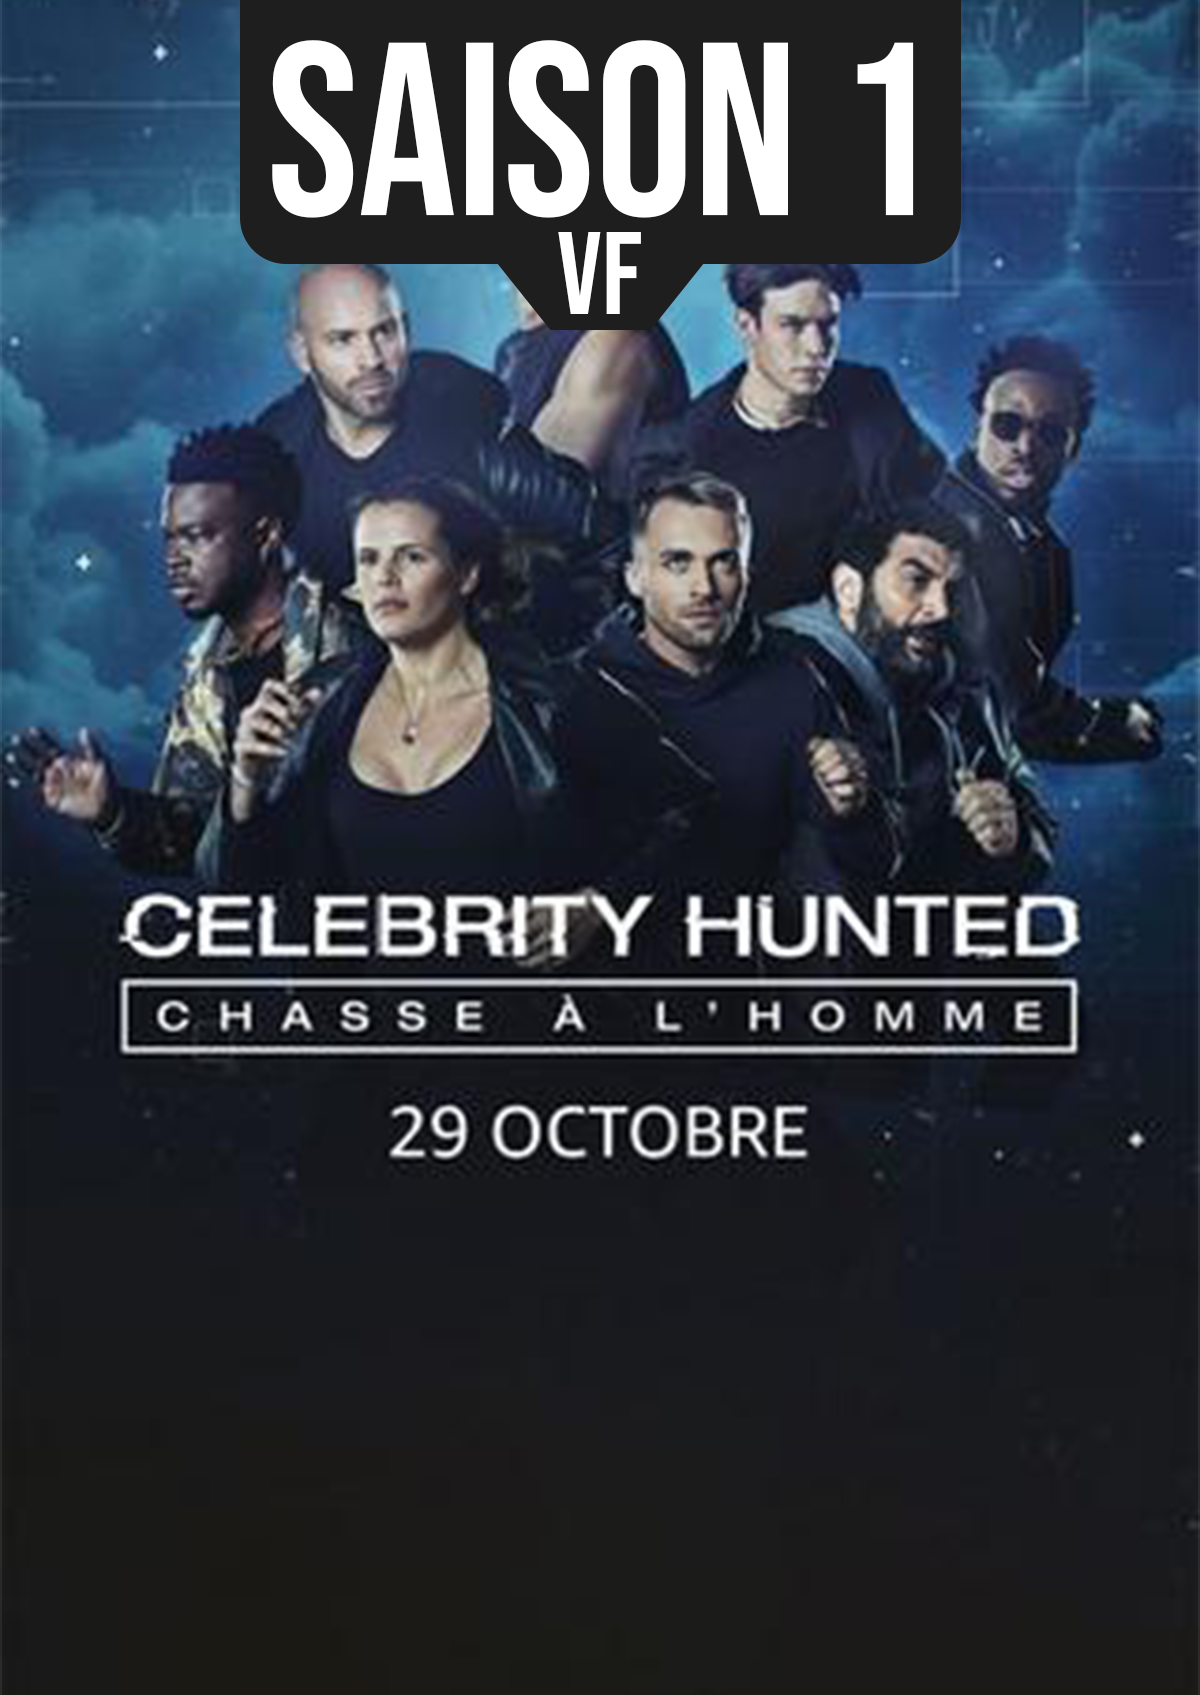 SAISON 1
VF
CELEBRITY HUNTED
CHASSE À L'HOMME
29 OCTOBRE